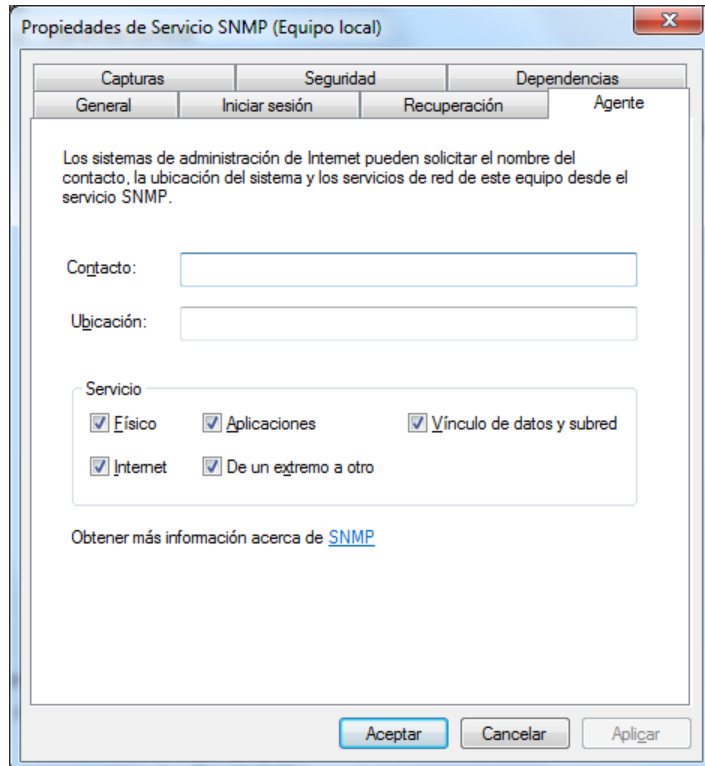 Propiedades de Servicio SNMP (Equipo local)
Capturas Seguridad Dependencias
General Iniciar sesión Recuperación Agente
Los sistemas de administración de Internet pueden solicitar el nombre del
contacto, la ubicación del sistema y los servicios de red de este equipo desde el
servicio SNMP.
Contacto:
Ubicación:
Servicio
Físico Aplicaciones Vínculo de datos y subred
Internet De un extremo a otro
Obtener más información acerca de SNMP
Aceptar Cancelar Aplicar